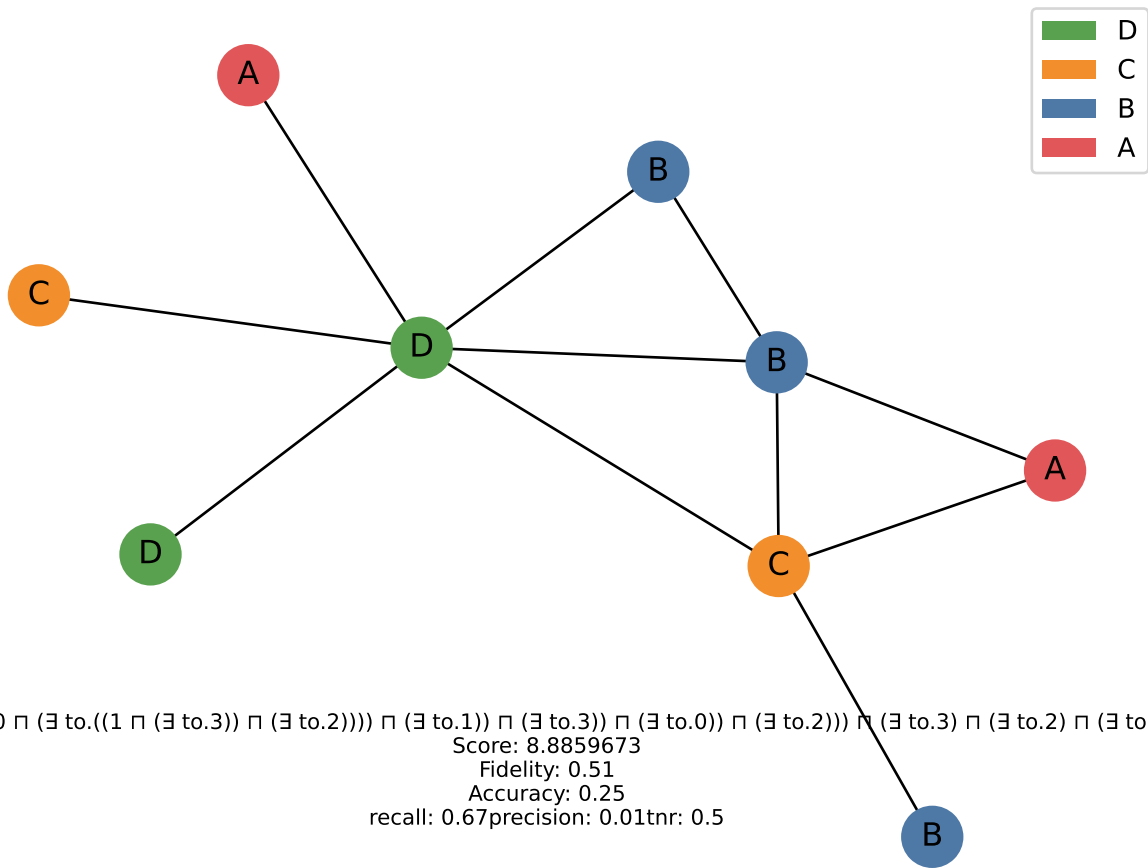 A
D
C
B
A
B
C
D
B
A
D
C
B
0 ⊓ (∃ to.((1 ⊓ (∃ to.3)) ⊓ (∃ to.2)))) ⊓ (∃ to.1)) ⊓ (∃ to.3)) ⊓ (∃ to.0)) ⊓ (∃ to.2))) ⊓ (∃ to.3) ⊓ (∃ to.2) ⊓ (∃ to
Score: 8.8859673
Fidelity: 0.51
Accuracy: 0.25
recall: 0.67precision: 0.01tnr: 0.5
B